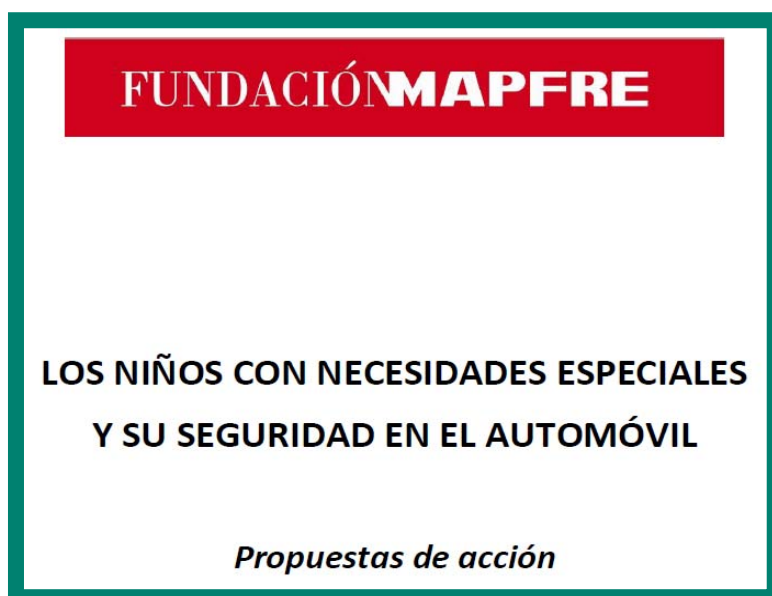 FUNDACIÓNMAPFRE
LOS NIÑOS CON NECESIDADES ESPECIALES
Y SU SEGURIDAD EN EL AUTOMÓVIL
Propuestas de acción